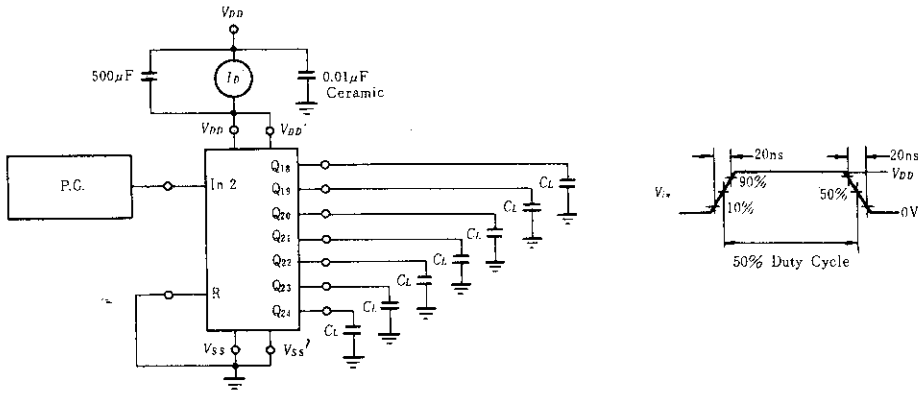 VDD
500μF
ID
0.01μF
Ceramic
VDD
VDD'
P.G.
In 2
R
Q18
Q19
Q20
Q21
Q22
Q23
Q24
CL
CL
CL
CL
CL
CL
CL
VSS
VSS'
20ns
20ns
VDD
Vin
90%
50%
10%
0V
50% Duty Cycle